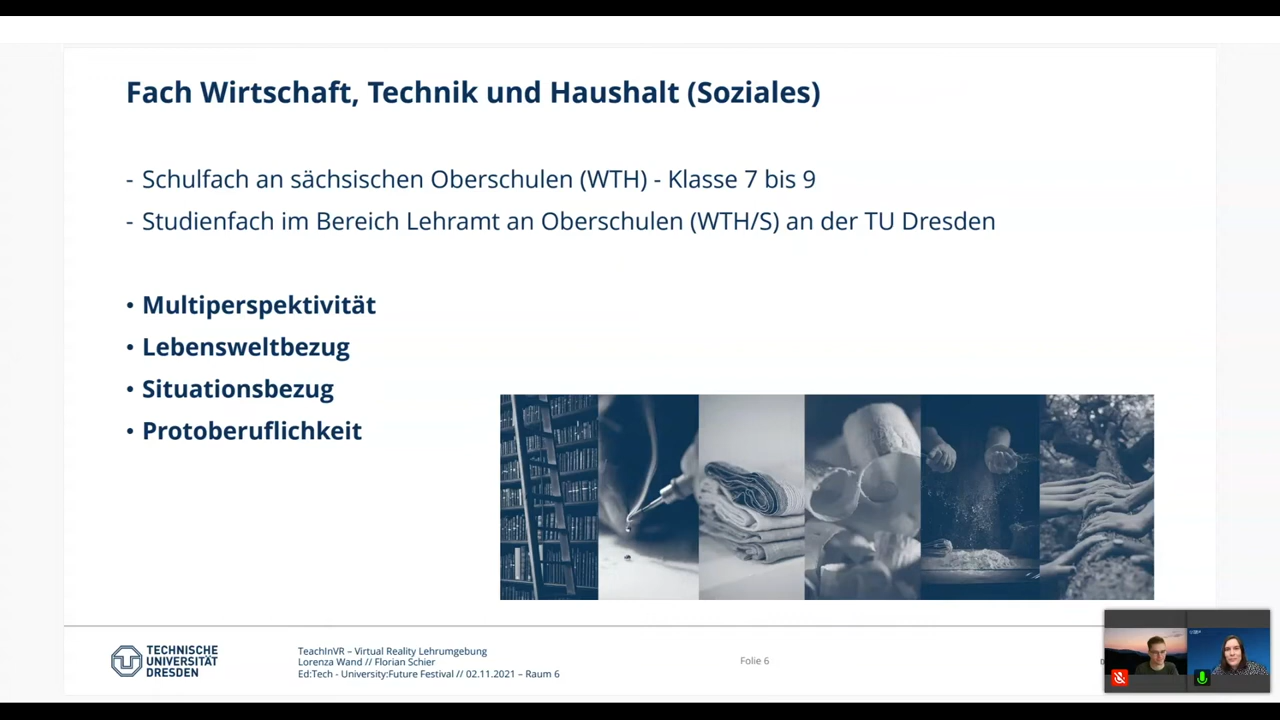 Fach Wirtschaft, Technik und Haushalt (Soziales)
- Schulfach an sächsischen Oberschulen (WTH) - Klasse 7 bis 9
- Studienfach im Bereich Lehramt an Oberschulen (WTH/S) an der TU Dresden
• Multiperspektivität
• Lebensweltbezug
• Situationsbezug
• Protoberuflichkeit
TECHNISCHE
UNIVERSITÄT
DRESDEN
TeachInVR – Virtual Reality Lehrumgebung
Lorenza Wand // Florian Schier
Ed:Tech - University:Future Festival // 02.11.2021 – Raum 6
Folie 6